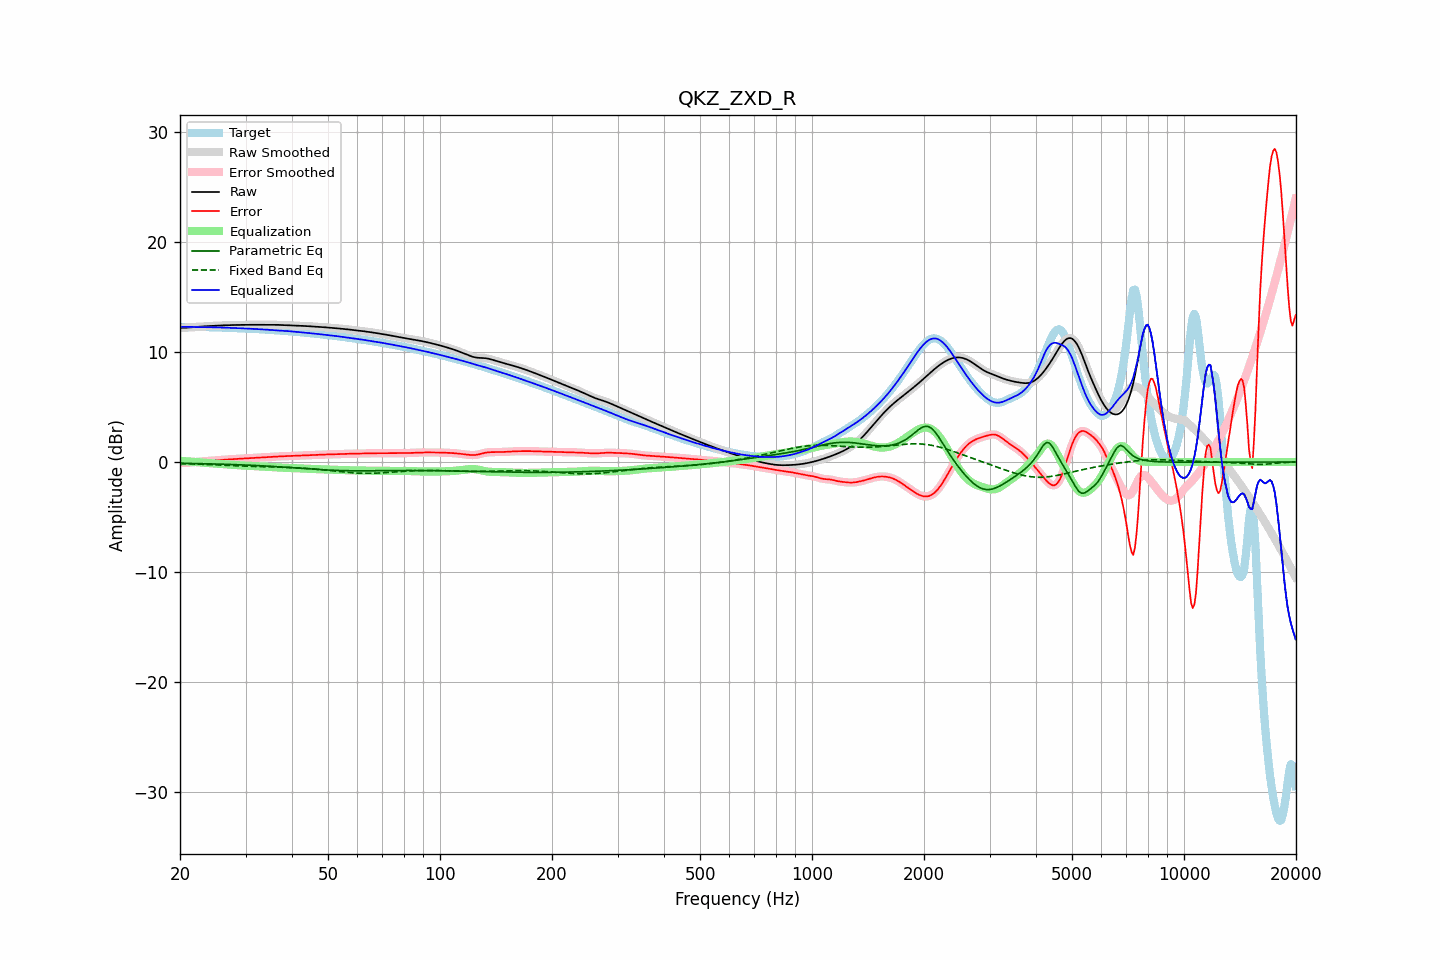 QKZ_ZXD_R
Target
Raw Smoothed
Error Smoothed
Raw
Error
Equalization
Parametric Eq
Fixed Band Eq
Equalized
30
20
10
0
−10
−20
−30
Amplitude (dBr)
20 50 100 200 500 1000 2000 5000 10000 20000
Frequency (Hz)